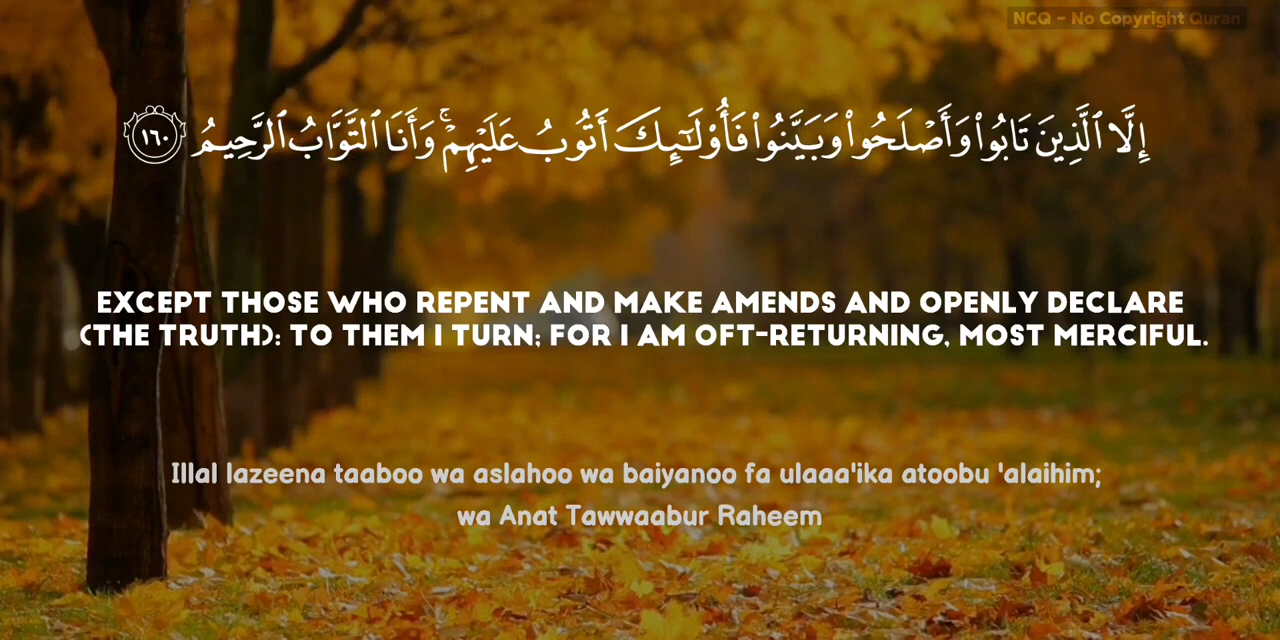 NCQ - No Copyright Quran
إِلَّا ٱلَّذِينَ تَابُوا۟ وَأَصْلَحُوا۟ وَبَيَّنُوا۟ فَأُو۟لَـٰٓئِكَ أَتُوبُ عَلَيْهِمْ ۚ وَأَنَا ٱلتَّوَّابُ ٱلرَّحِيمُ ١٦٠
EXCEPT THOSE WHO REPENT AND MAKE AMENDS AND OPENLY DECLARE
(THE TRUTH): TO THEM I TURN; FOR I AM OFT-RETURNING, MOST MERCIFUL.
Illal lazeena taaboo wa aslahoo wa baiyanoo fa ulaaa'ika atoobu 'alaihim;
wa Anat Tawwaabur Raheem